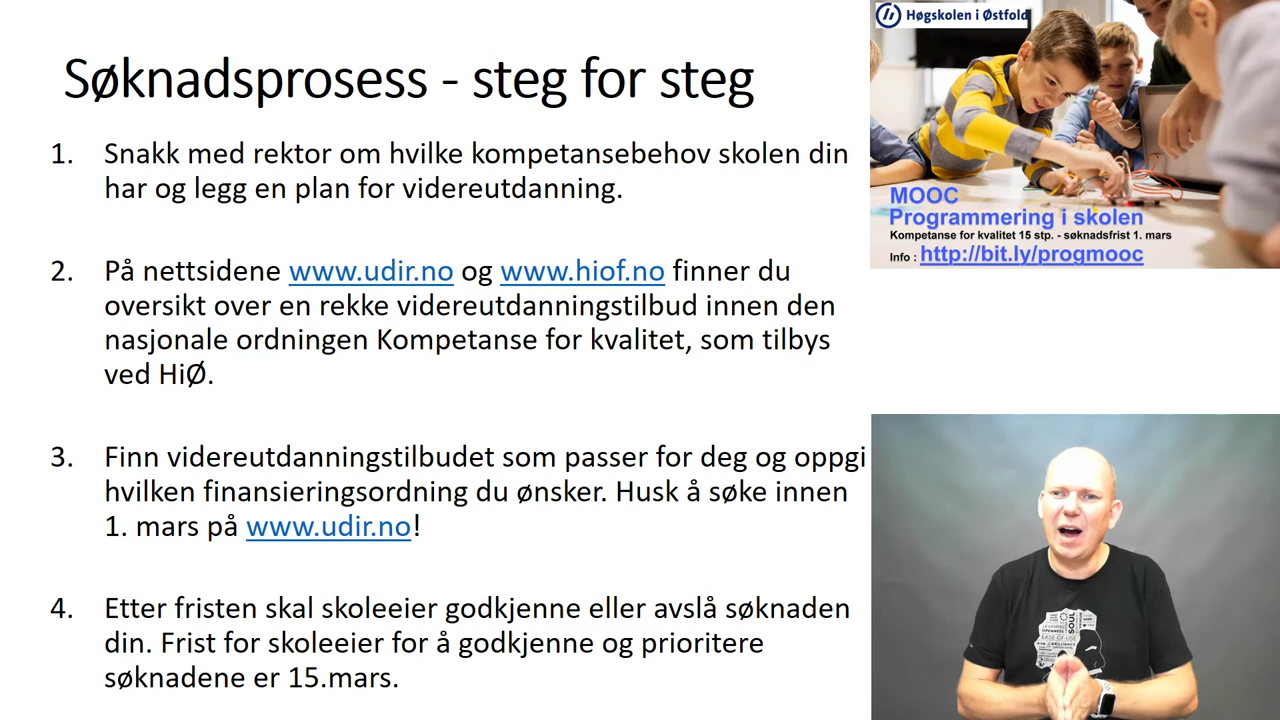 Søknadsprosess - steg for steg
1. Snakk med rektor om hvilke kompetansebehov skolen din
har og legg en plan for videreutdanning.
2. På nettsidene www.udir.no og www.hiof.no finner du
oversikt over en rekke videreutdanningstilbud innen den
nasjonale ordningen Kompetanse for kvalitet, som tilbys
ved HiØ.
3. Finn videreutdanningstilbudet som passer for deg og oppgi
hvilken finansieringsordning du ønsker. Husk å søke innen
1. mars på www.udir.no!
4. Etter fristen skal skoleeier godkjenne eller avslå søknaden
din. Frist for skoleeier for å godkjenne og prioritere
søknadene er 15.mars.
Høgskolen i Østfold
MOOC
Programmering i skolen
Kompetanse for kvalitet 15 stp. - søknadsfrist 1. mars
Info : http://bit.ly/progmooc
SOUL
EASE-OF-USE